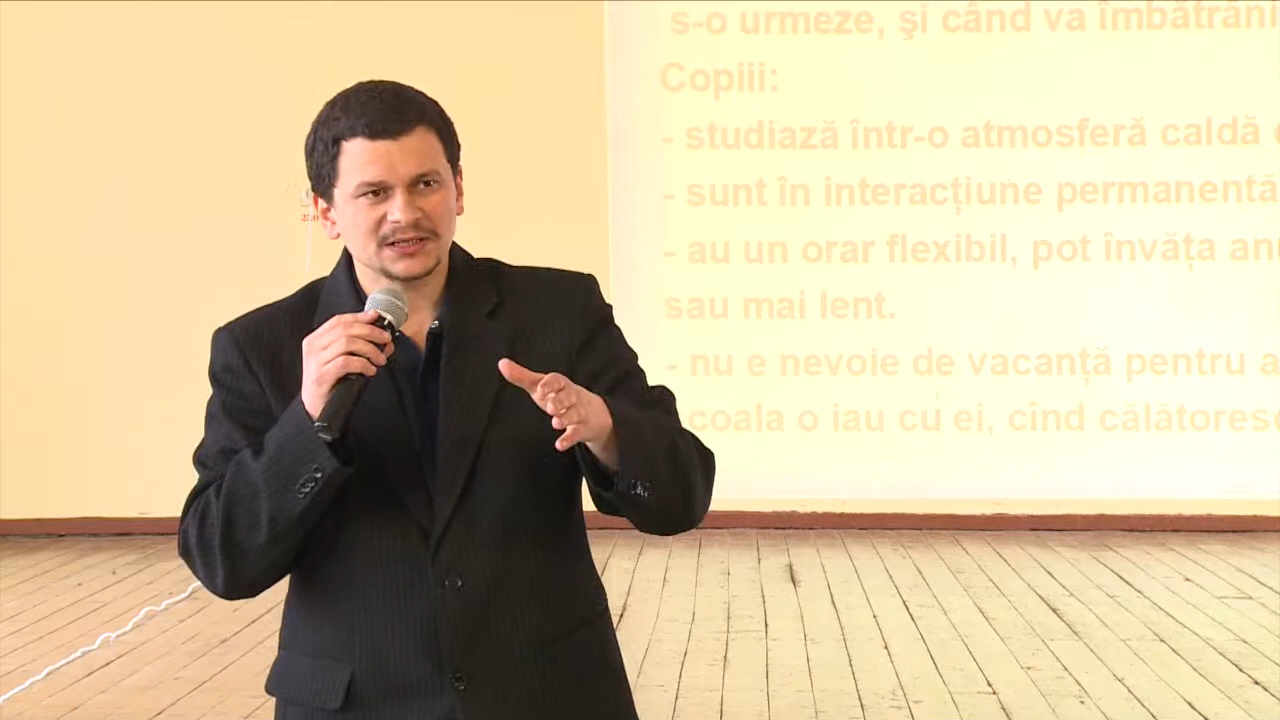 s-o urmeze, şi când va îmbătrâni
Copiii:
- studiază într-o atmosferă caldă
- sunt în interacțiune permanentă
- au un orar flexibil, pot învăța
sau mai lent.
- nu e nevoie de vacanță pentru a
coala o iau cu ei, cînd călătoresc